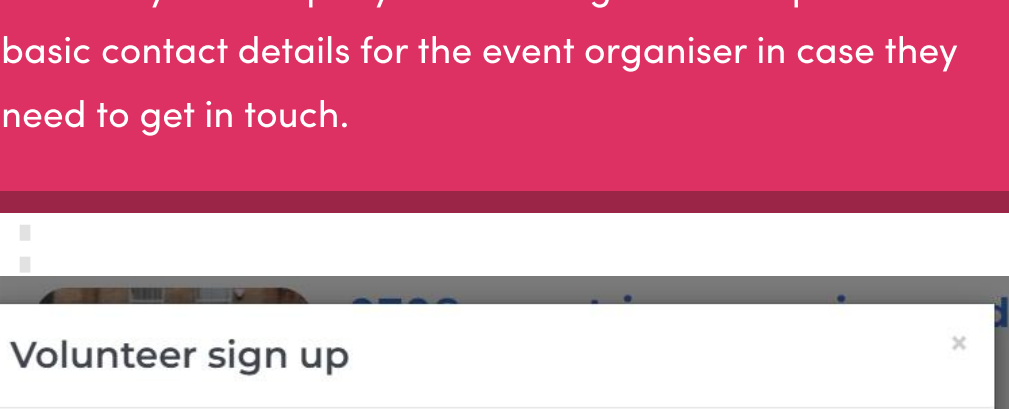 basic contact details for the event organiser in case they
need to get in touch.
Volunteer sign up
×